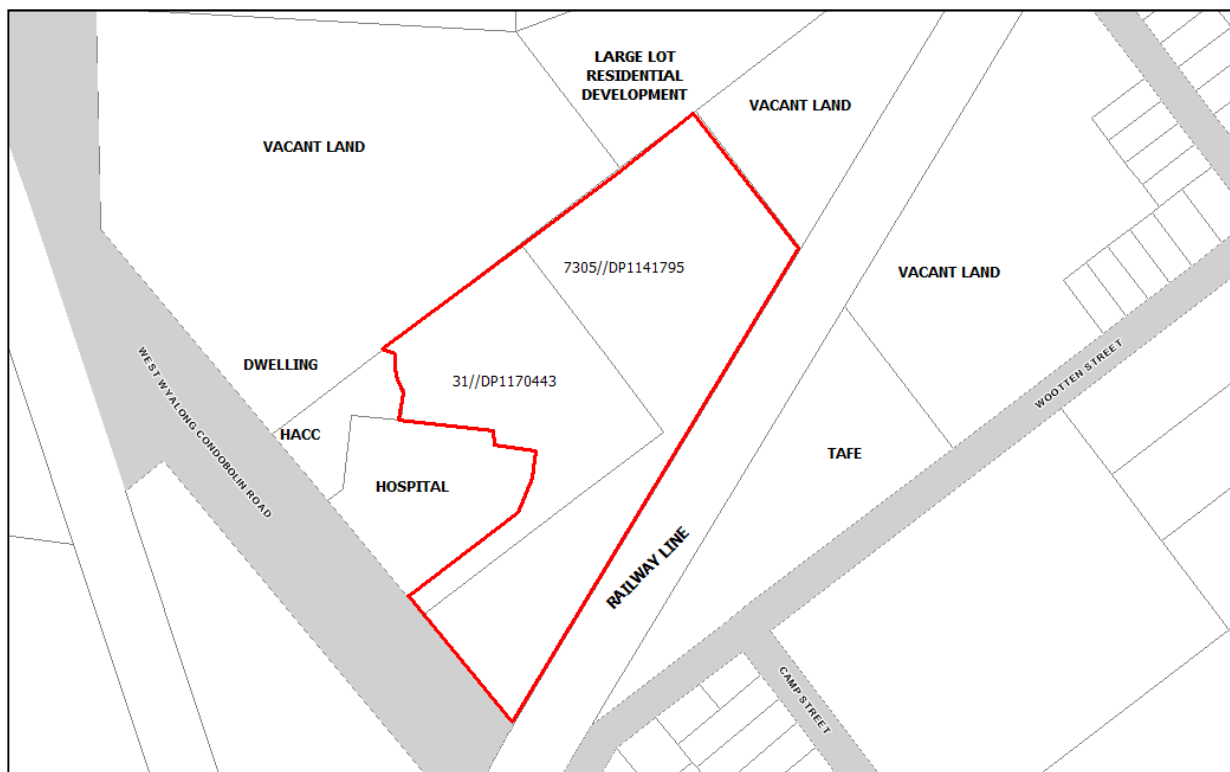 LARGE LOT
RESIDENTIAL
DEVELOPMENT
VACANT LAND
VACANT LAND
7305//DP1141795
VACANT LAND
WEST WYALONG CONDOBOLIN ROAD
DWELLING
31//DP1170443
WOOTTEN STREET
HACC
TAFE
HOSPITAL
RAILWAY LINE
CAMP STREET